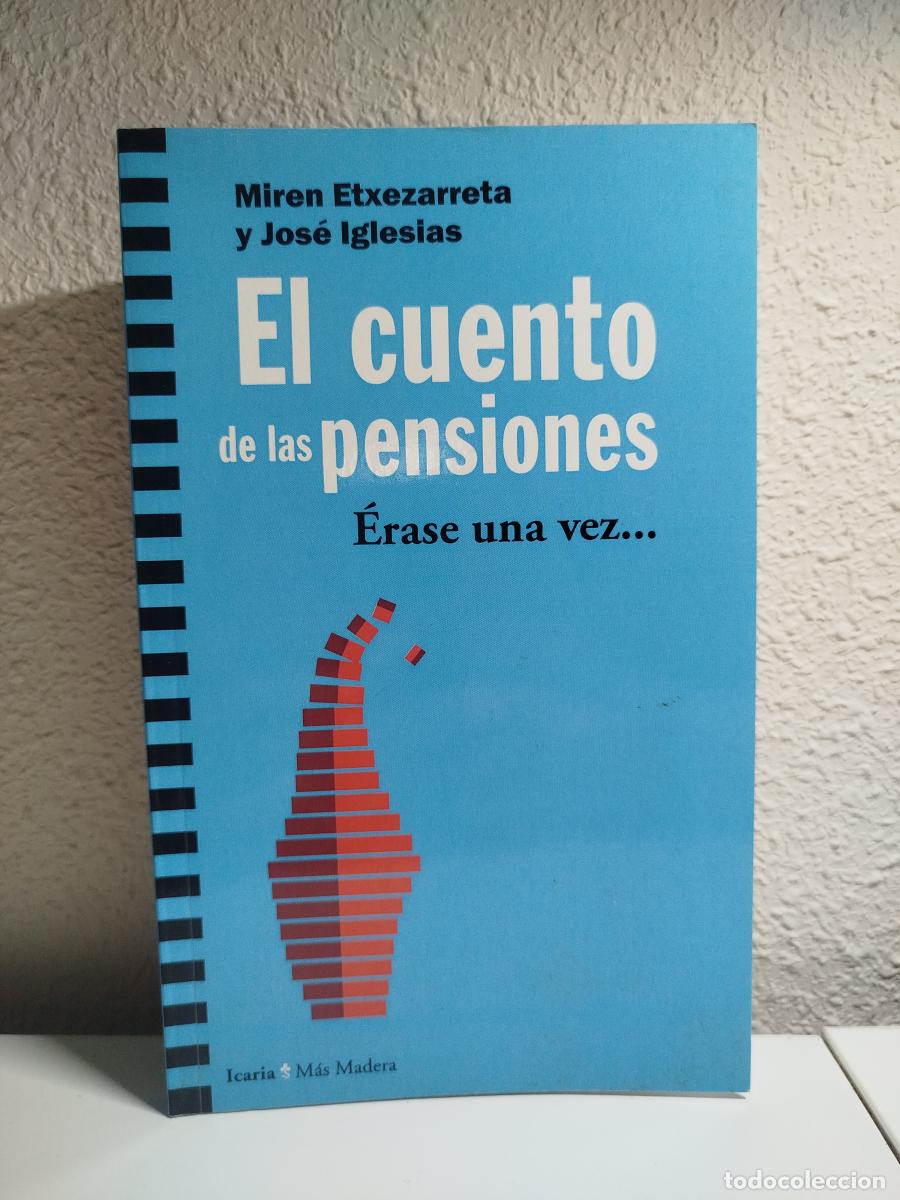 Miren Etxezarreta
y José Iglesias
El cuento
de las pensiones
Érase una vez...
Icaria Más Madera
todocoleccion